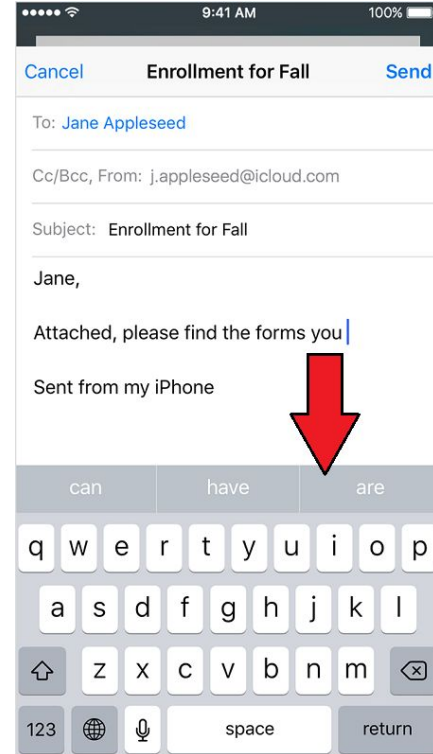 9:41 AM 100%
Cancel Enrollment for Fall Send
To: Jane Appleseed
Cc/Bcc, From: j.appleseed@icloud.com
Subject: Enrollment for Fall
Jane,
Attached, please find the forms you
Sent from my iPhone
can have are
q w e r t y u i o p
a s d f g h j k l
z x c v b n m
123 space return